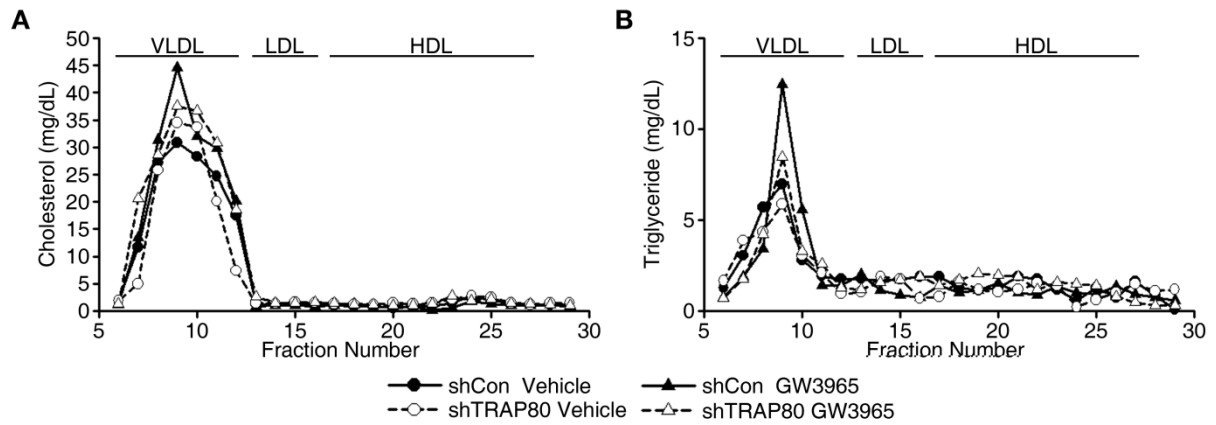 A
VLDL LDL HDL
Cholesterol (mg/dL)
50
45
40
35
30
25
20
15
10
5
0
5 10 15 20 25 30
Fraction Number
B
VLDL LDL HDL
Triglyceride (mg/dL)
15
10
5
0
5 10 15 20 25 30
Fraction Number
shCon Vehicle shCon GW3965
shTRAP80 Vehicle shTRAP80 GW3965